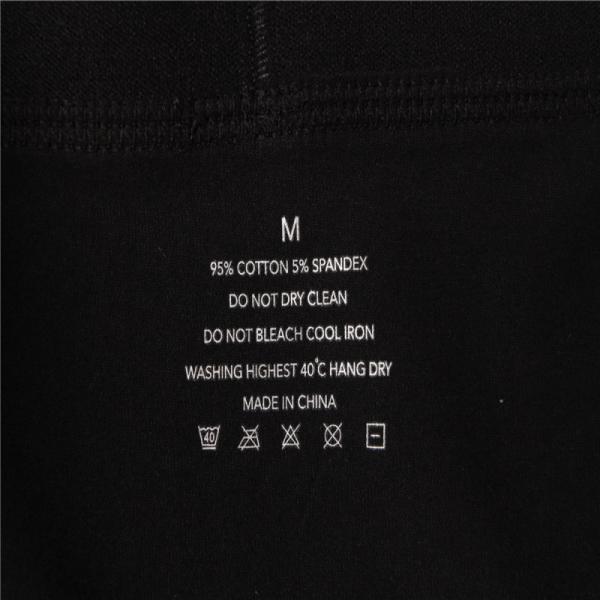 M
95% COTTON 5% SPANDEX
DO NOT DRY CLEAN
DO NOT BLEACH COOL IRON
WASHING HIGHEST 40°C HANG DRY
MADE IN CHINA
40